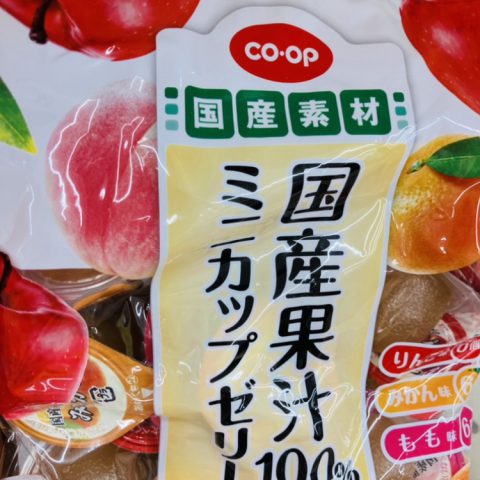 CO·OP
国産素材
国産果汁100%
ミニカップゼリー
りんご
みかん味
もも味 6